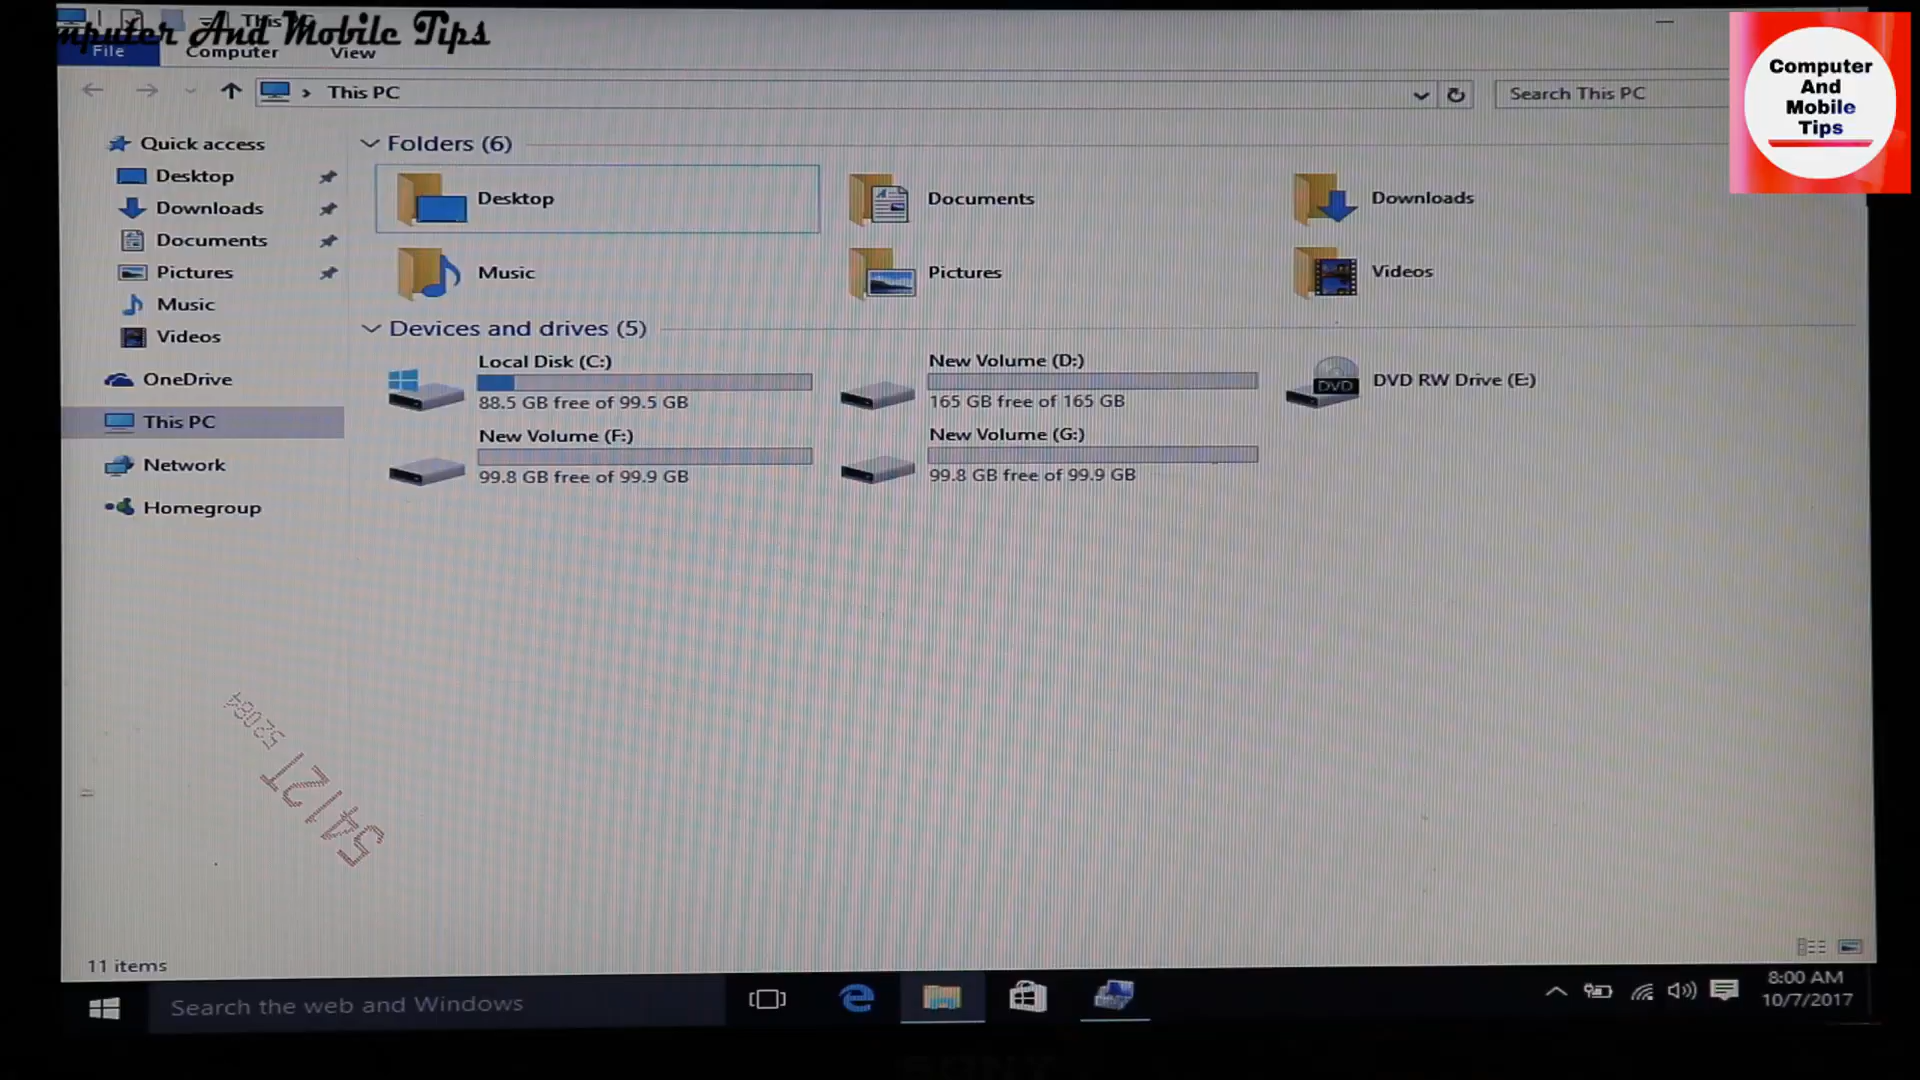 mputer And Mobile Tips
This
File
Computer
View
This PC
Search This PC
Computer
And
Mobile
Tips
Quick access
Desktop
Downloads
Documents
Pictures
Music
Videos
OneDrive
This PC
Network
Homegroup
Folders (6)
Desktop
Documents
Downloads
Music
Pictures
Videos
Devices and drives (5)
Local Disk (C:)
88.5 GB free of 99.5 GB
New Volume (D:)
165 GB free of 165 GB
DVD
DVD RW Drive (E:)
New Volume (F:)
99.8 GB free of 99.9 GB
New Volume (G:)
99.8 GB free of 99.9 GB
11 items
Search the web and Windows
8:00 AM
10/7/2017
SONY